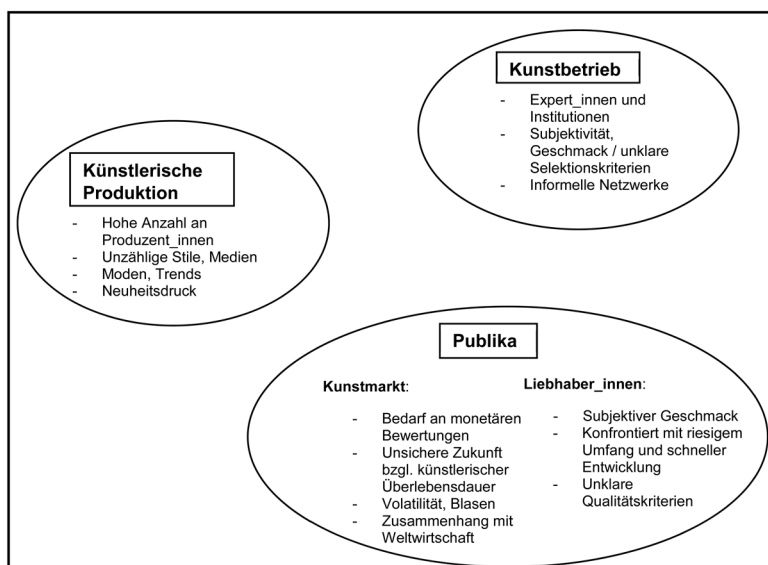 Kunstbetrieb
- Expert_innen und
Institutionen
- Subjektivität,
Geschmack / unklare
Selektionskriterien
- Informelle Netzwerke
Künstlerische
Produktion
- Hohe Anzahl an
Produzent_innen
- Unzählige Stile, Medien
- Moden, Trends
- Neuheitsdruck
Publika
Kunstmarkt:
- Bedarf an monetären
Bewertungen
- Unsichere Zukunft
bzgl. künstlerischer
Überlebensdauer
- Volatilität, Blasen
- Zusammenhang mit
Weltwirtschaft
Liebhaber_innen:
- Subjektiver Geschmack
- Konfrontiert mit riesigem
Umfang und schneller
Entwicklung
- Unklare
Qualitätskriterien